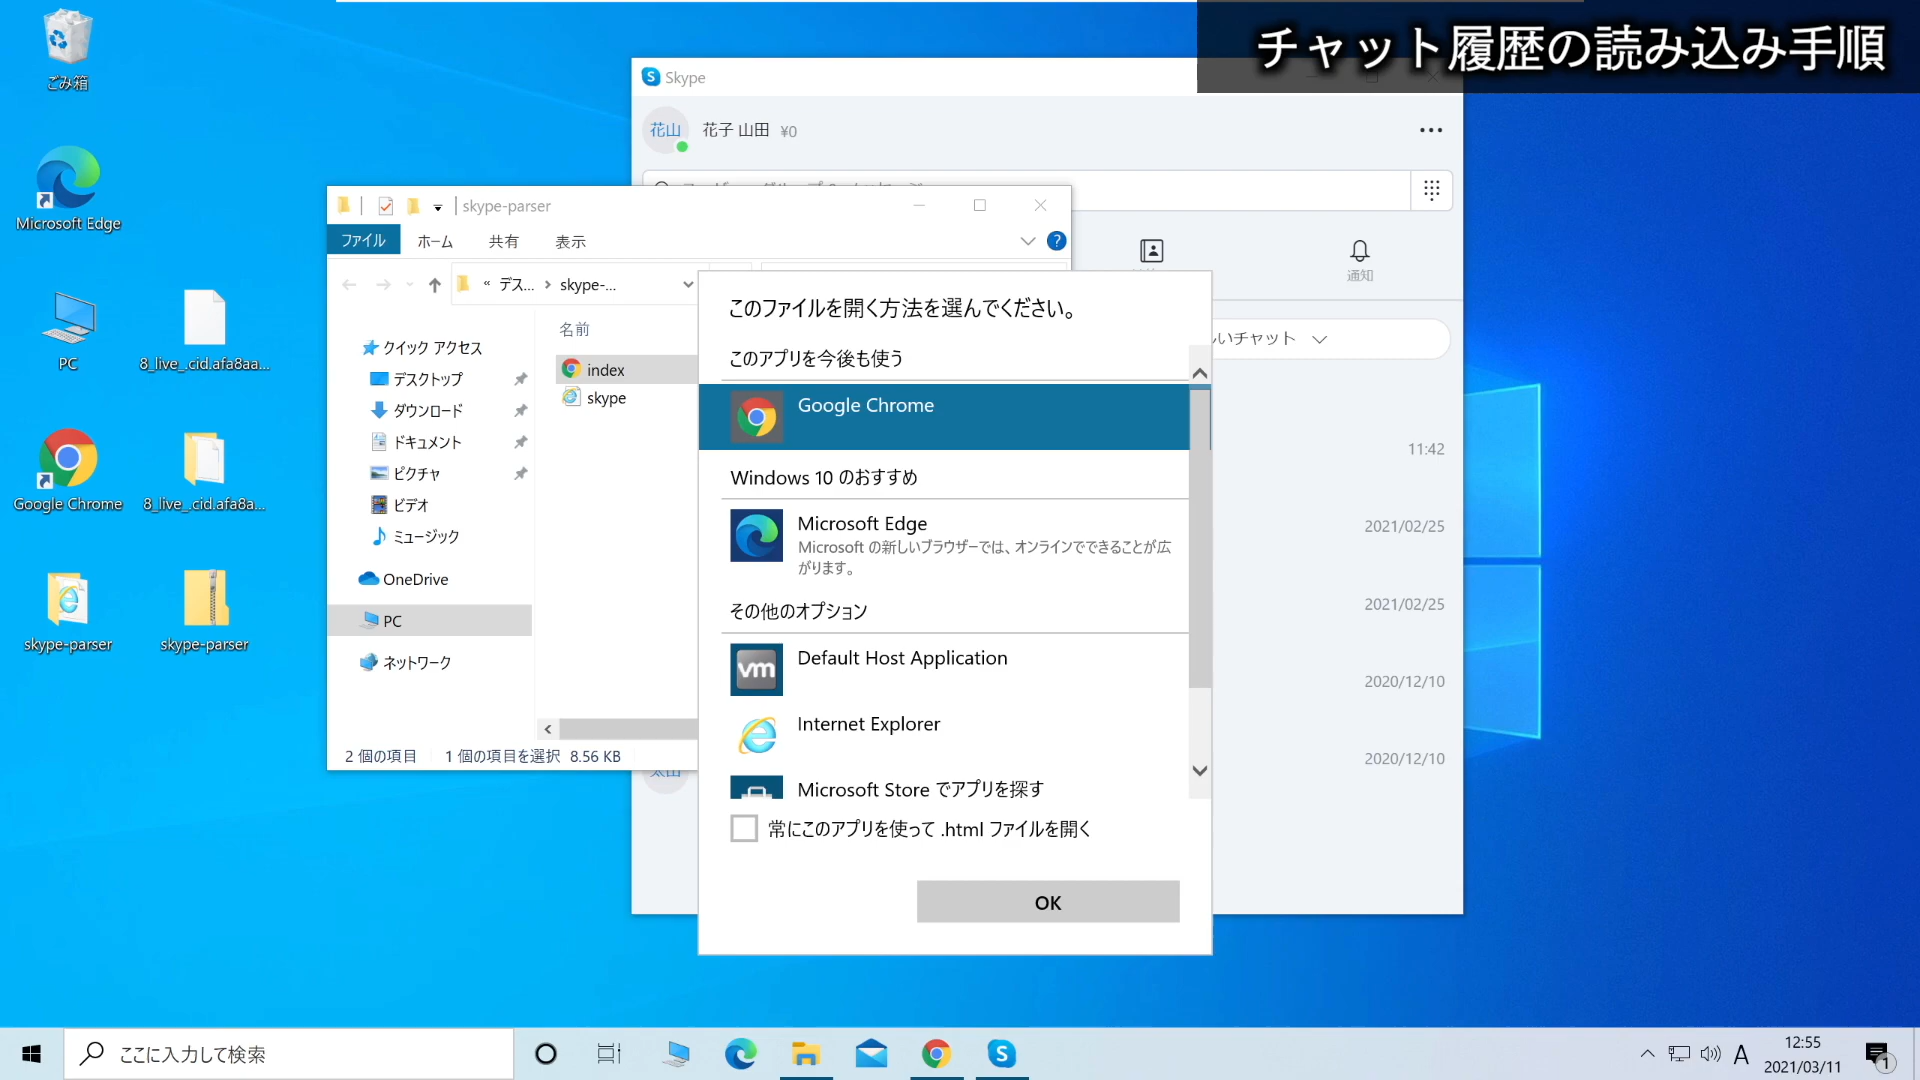 チャット履歴の読み込み手順
ごみ箱
Microsoft Edge
PC
8_live_.cid.afa8aa...
Google Chrome
8_live_.cid.afa8a...
skype-parser
skype-parser
Skype
花山
花子 山田 ¥0
通知
いチャット
11:42
2021/02/25
2021/02/25
2020/12/10
2020/12/10
skype-parser
ファイル
ホーム
共有
表示
« デス... › skype-...
名前
クイック アクセス
デスクトップ
ダウンロード
ドキュメント
ピクチャ
ビデオ
ミュージック
OneDrive
PC
ネットワーク
index
skype
2 個の項目
1 個の項目を選択 8.56 KB
このファイルを開く方法を選んでください。
このアプリを今後も使う
Google Chrome
Windows 10 のおすすめ
Microsoft Edge
Microsoft の新しいブラウザーでは、オンラインでできることが広
がります。
その他のオプション
vm
Default Host Application
Internet Explorer
Microsoft Store でアプリを探す
常にこのアプリを使って .html ファイルを開く
OK
ここに入力して検索
A
12:55
2021/03/11
1